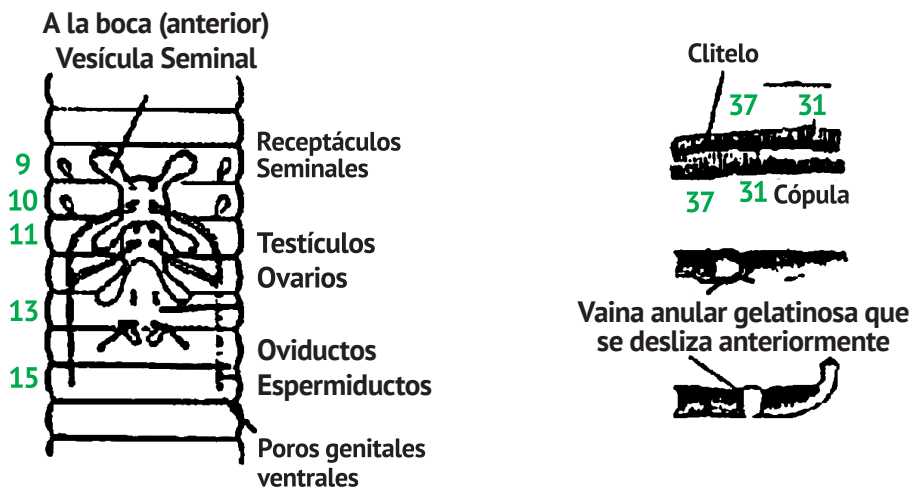 A la boca (anterior)
Vesícula Seminal
9
10
11
13
15
Receptáculos
Seminales
Testículos
Ovarios
Oviductos
Espermiductos
Poros genitales
ventrales
Clitelo
37 31
37 31 Cópula
Vaina anular gelatinosa que
se desliza anteriormente